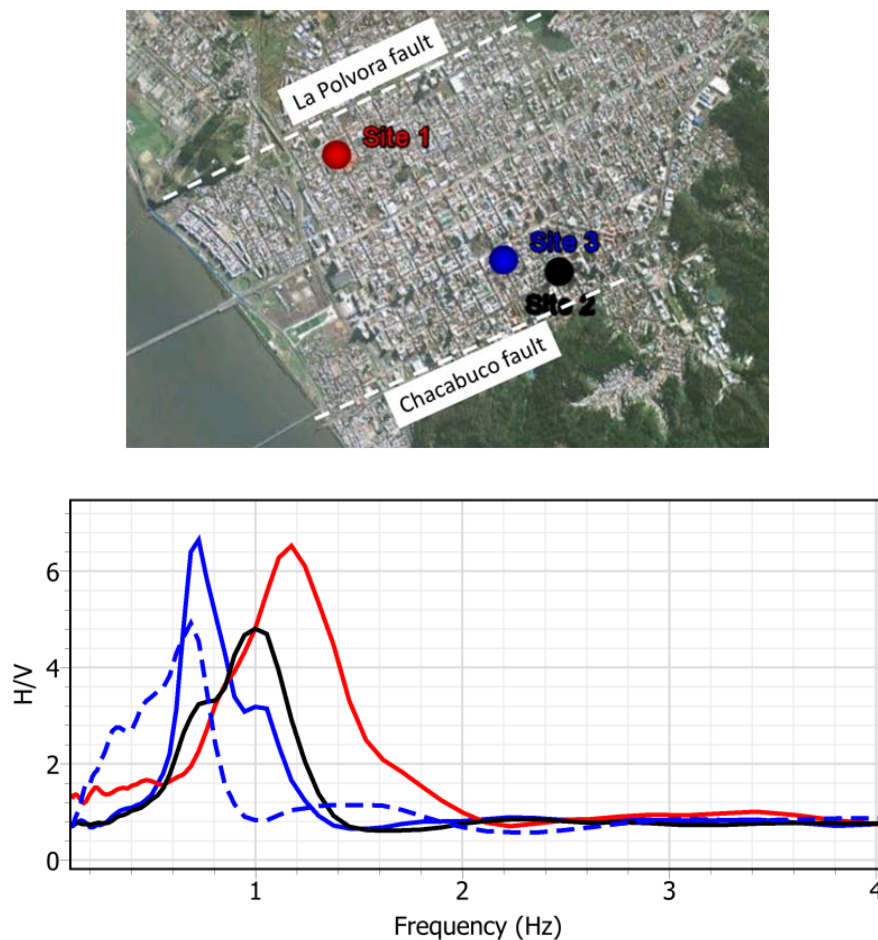 La Polvora fault
Site 1
Site 3
Site 2
Chacabuco fault
6
4
2
0
H/V
1 2 3 4
Frequency (Hz)